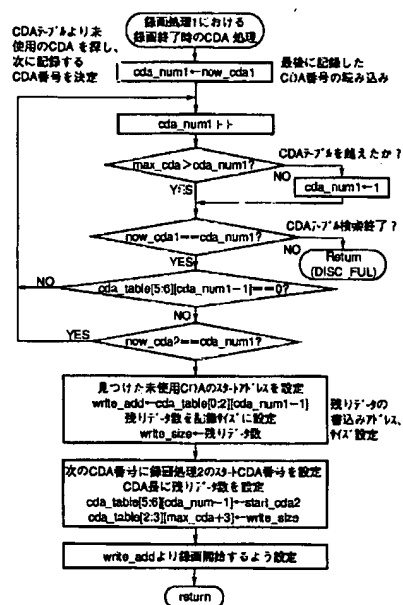 録画処理1における
録画終了時のCDA 処理
CDAテーブルより未
使用のCDA を探し、
次に記録する
CDA番号を決定
cda_num1←now_cda1
最後に記録した
CDA番号の読み込み
cda_num1++
max_cda>cda_num1?
CDAテーブルを越えたか?
NO
cda_num1←1
YES
now_cda1==cda_num1?
CDAテーブル検索終了?
NO
Return
(DISC_FUL)
YES
NO
cda_table[5:6][cda_num1-1]==0?
NO
YES
now_cda2==cda_num1?
見つけた未使用CDAのスタートアドレスを設定
write_add←cda_table[0:2][cda_num1-1]
残りデータ数を記録サイズに設定
write_size←残りデータ数
残りデータの
書込みアドレス、
サイズ設定
次のCDA番号に録画処理2のスタートCDA番号を設定
CDA長に残りデータ数を設定
cda_table[5:6][cda_num-1]←start_cda2
cda_table[2:3][max_cda+3]←write_size
write_addより録画開始するよう設定
return